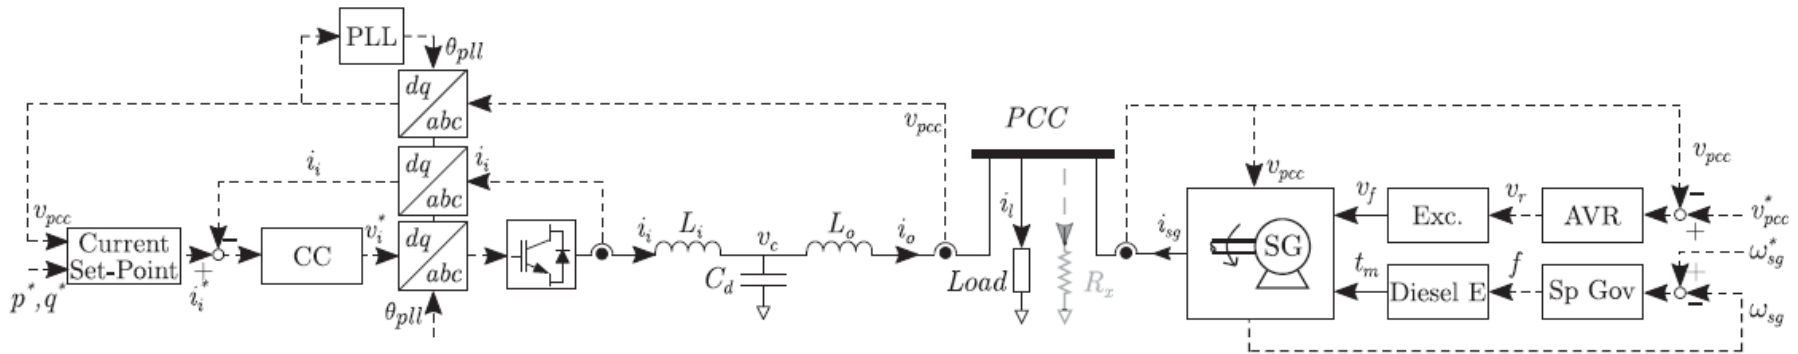 PLL
θpll
dq
abc
vpcc
PCC
ii
dq
abc
ii
vpcc
Current
Set-Point
p*,q*
ii*
+
−
CC
vi*
dq
abc
θpll
ii
Li
vc
Cd
Lo
io
il
Load
Rx
isg
vpcc
SG
vf
Exc.
vr
AVR
vpcc
−
+
v*pcc
tm
Diesel E
f
Sp Gov
ω*sg
+
−
ωsg